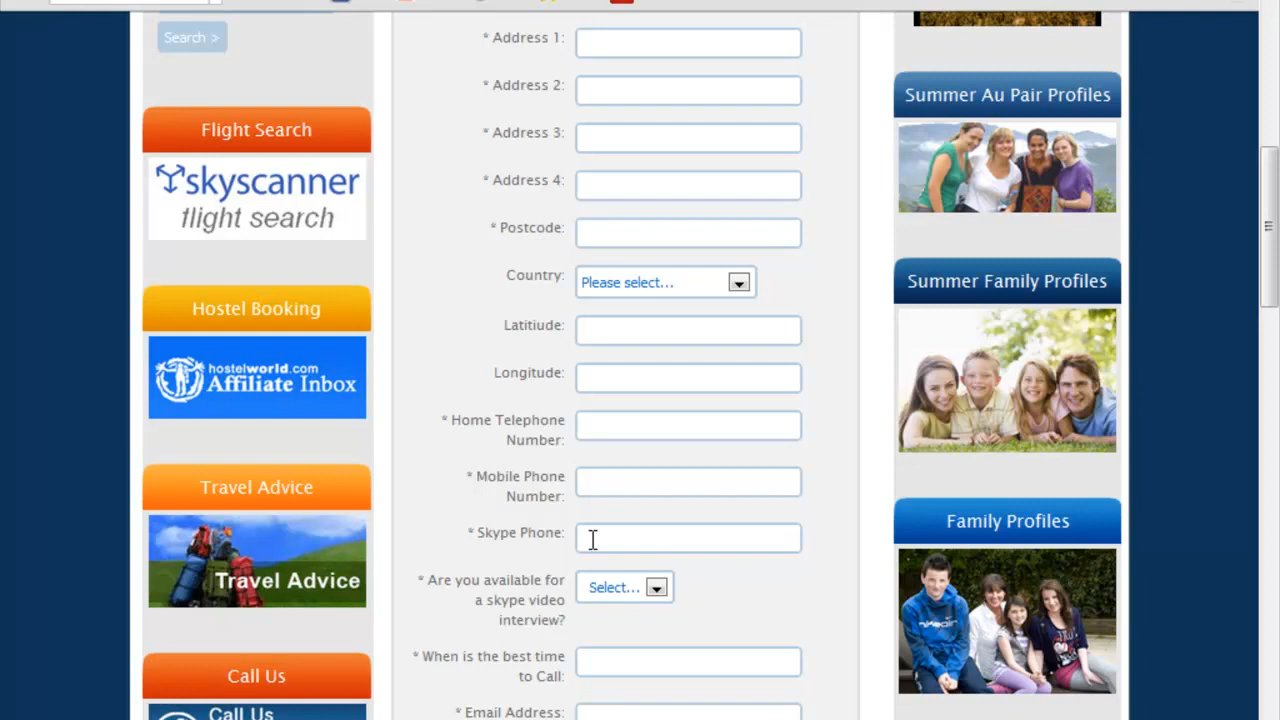 Search >
Flight Search
skyscanner
flight search
Hostel Booking
hostelworld.com
Affiliate Inbox
Travel Advice
Travel Advice
Call Us
Call Us
* Address 1:
* Address 2:
* Address 3:
* Address 4:
* Postcode:
Country:
Please select...
Latitiude:
Longitude:
* Home Telephone
Number:
* Mobile Phone
Number:
* Skype Phone:
* Are you available for
a skype video
interview?
Select...
* When is the best time
to Call:
* Email Address:
Summer Au Pair Profiles
Summer Family Profiles
Family Profiles